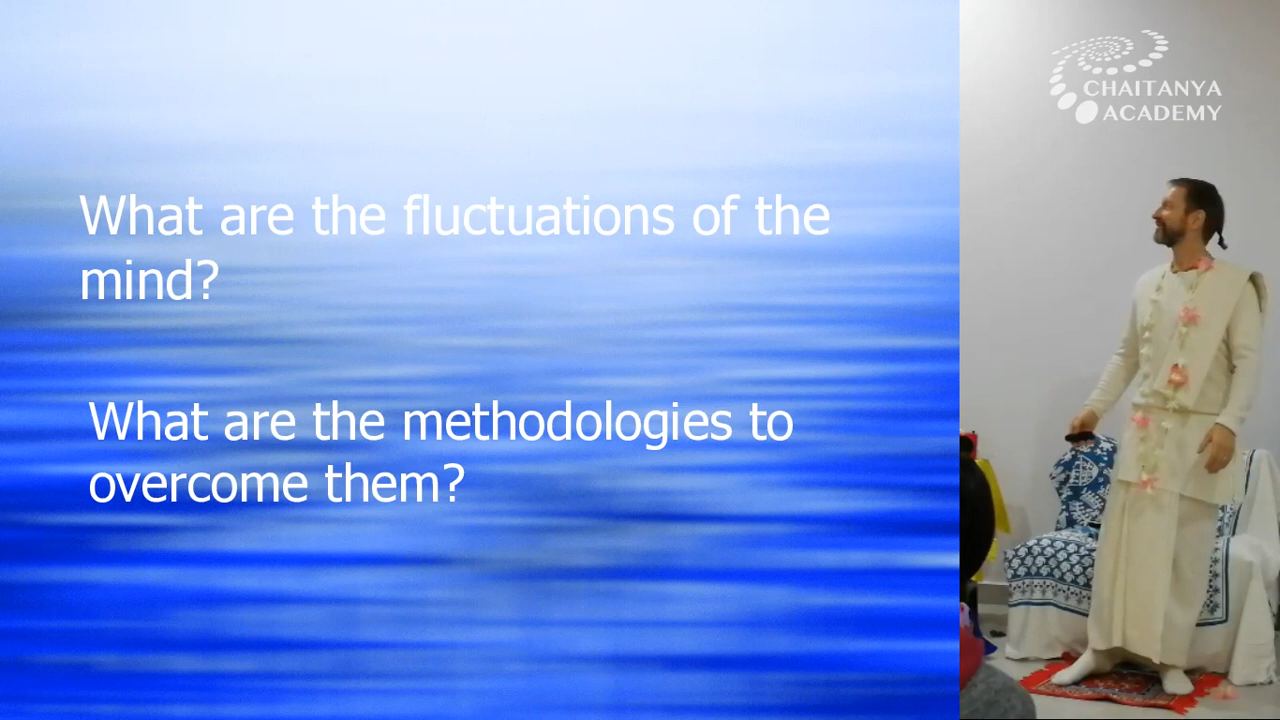 What are the fluctuations of the
mind?
What are the methodologies to
overcome them?
CHAITANYA
ACADEMY